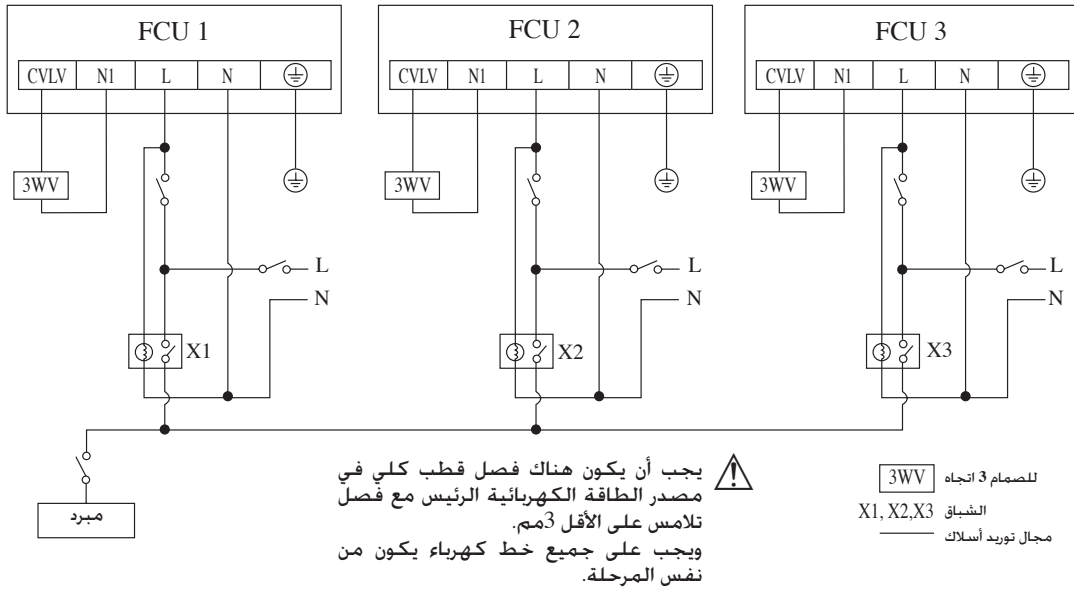 FCU 1
CVLV N1 L N
3WV
L
N
X1
FCU 2
CVLV N1 L N
3WV
L
N
X2
FCU 3
CVLV N1 L N
3WV
L
N
X3
مبرد
يجب أن يكون هناك فصل قطب كلي في
مصدر الطاقة الكهربائية الرئيس مع فصل
تلامس على الأقل 3مم.
ويجب على جميع خط كهرباء يكون من
نفس المرحلة.
للصمام 3 اتجاه 3WV
الشباق X1, X2,X3
مجال توريد أسلاك